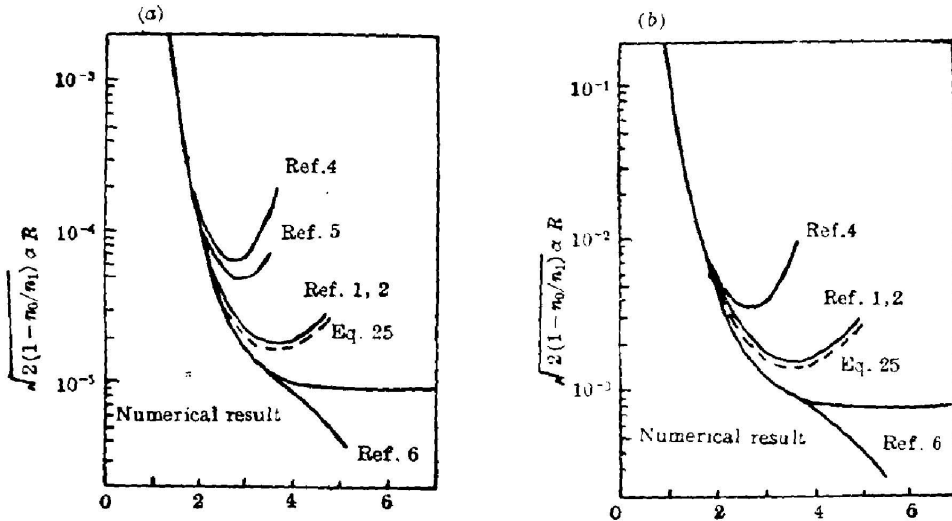 (a)
10⁻³
10⁻⁴
10⁻⁵
√2(1−n₀/n₁) α R
Ref.4
Ref. 5
Ref. 1, 2
Eq. 25
Numerical result
Ref. 6
0 2 4 6
(b)
10⁻¹
10⁻²
10⁻³
√2(1−n₀/n₁) α R
Ref.4
Ref. 1,2
Eq. 25
Numerical result
Ref. 6
0 2 4 6